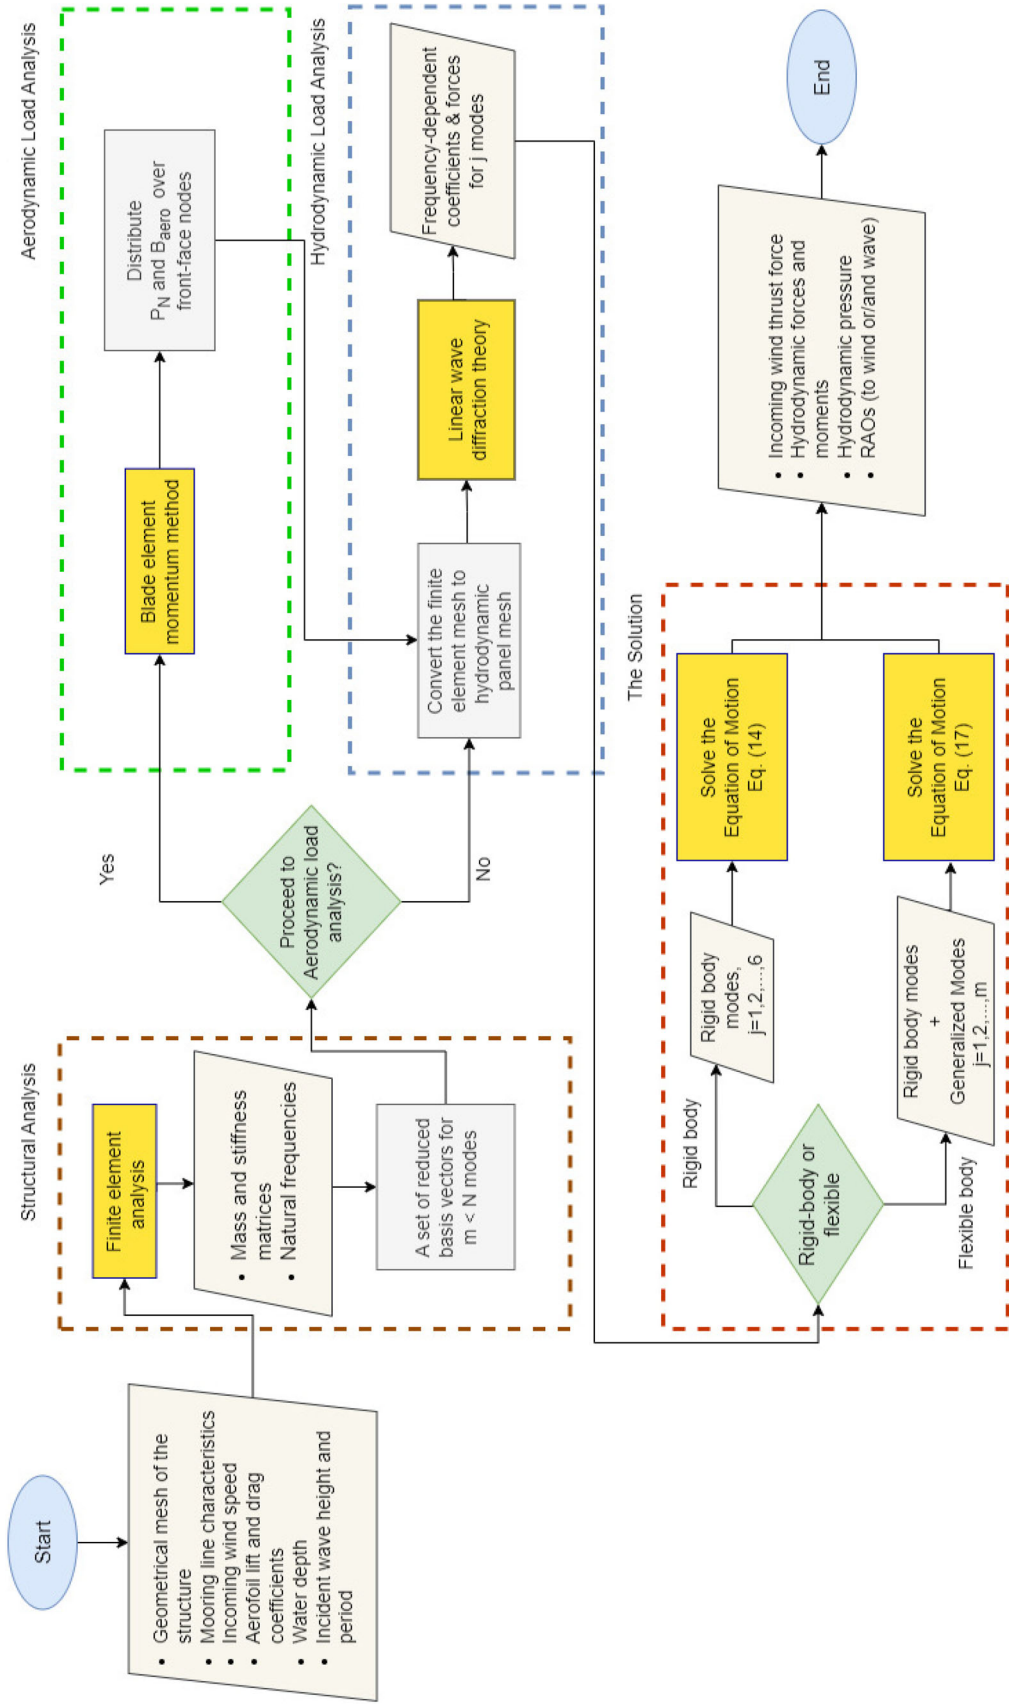 Start
• Geometrical mesh of the
structure
• Mooring line characteristics
• Incoming wind speed
• Aerofoil lift and drag
coefficients
• Water depth
• Incident wave height and
period
Structural Analysis
Finite element
analysis
• Mass and stiffness
matrices
• Natural frequencies
A set of reduced
basis vectors for
m < N modes
Proceed to
Aerodynamic load
analysis?
Yes
No
Aerodynamic Load Analysis
Blade element
momentum method
Distribute
P_N and B_aero over
front-face nodes
Hydrodynamic Load Analysis
Convert the finite
element mesh to
hydrodynamic
panel mesh
Linear wave
diffraction theory
Frequency-dependent
coefficients & forces
for j modes
The Solution
Rigid-body or
flexible
Rigid body
Flexible body
Rigid body
modes,
j=1,2,...,6
Rigid body modes
+
Generalized Modes
j=1,2,...,m
Solve the
Equation of Motion
Eq. (14)
Solve the
Equation of Motion
Eq. (17)
• Incoming wind thrust force
• Hydrodynamic forces and
moments
• Hydrodynamic pressure
• RAOs (to wind or/and wave)
End